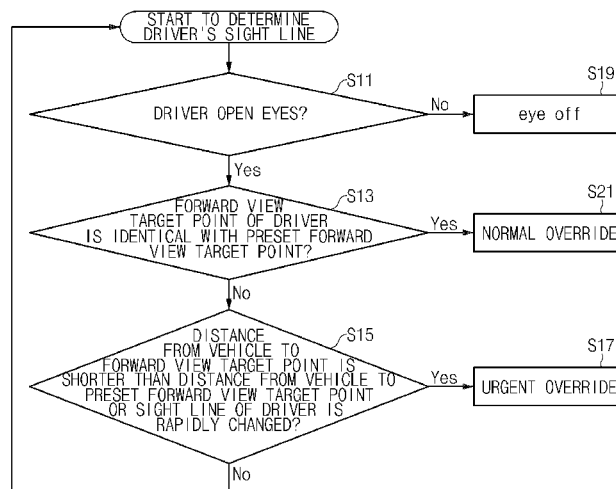 START TO DETERMINE
DRIVER'S SIGHT LINE
S11
DRIVER OPEN EYES?
No
S19
eye off
Yes
S13
FORWARD VIEW
TARGET POINT OF DRIVER
IS IDENTICAL WITH PRESET FORWARD
VIEW TARGET POINT?
Yes
S21
NORMAL OVERRIDE
No
S15
DISTANCE
FROM VEHICLE TO
FORWARD VIEW TARGET POINT IS
SHORTER THAN DISTANCE FROM VEHICLE TO
PRESET FORWARD VIEW TARGET POINT
OR SIGHT LINE OF DRIVER IS
RAPIDLY CHANGED?
Yes
S17
URGENT OVERRIDE
No